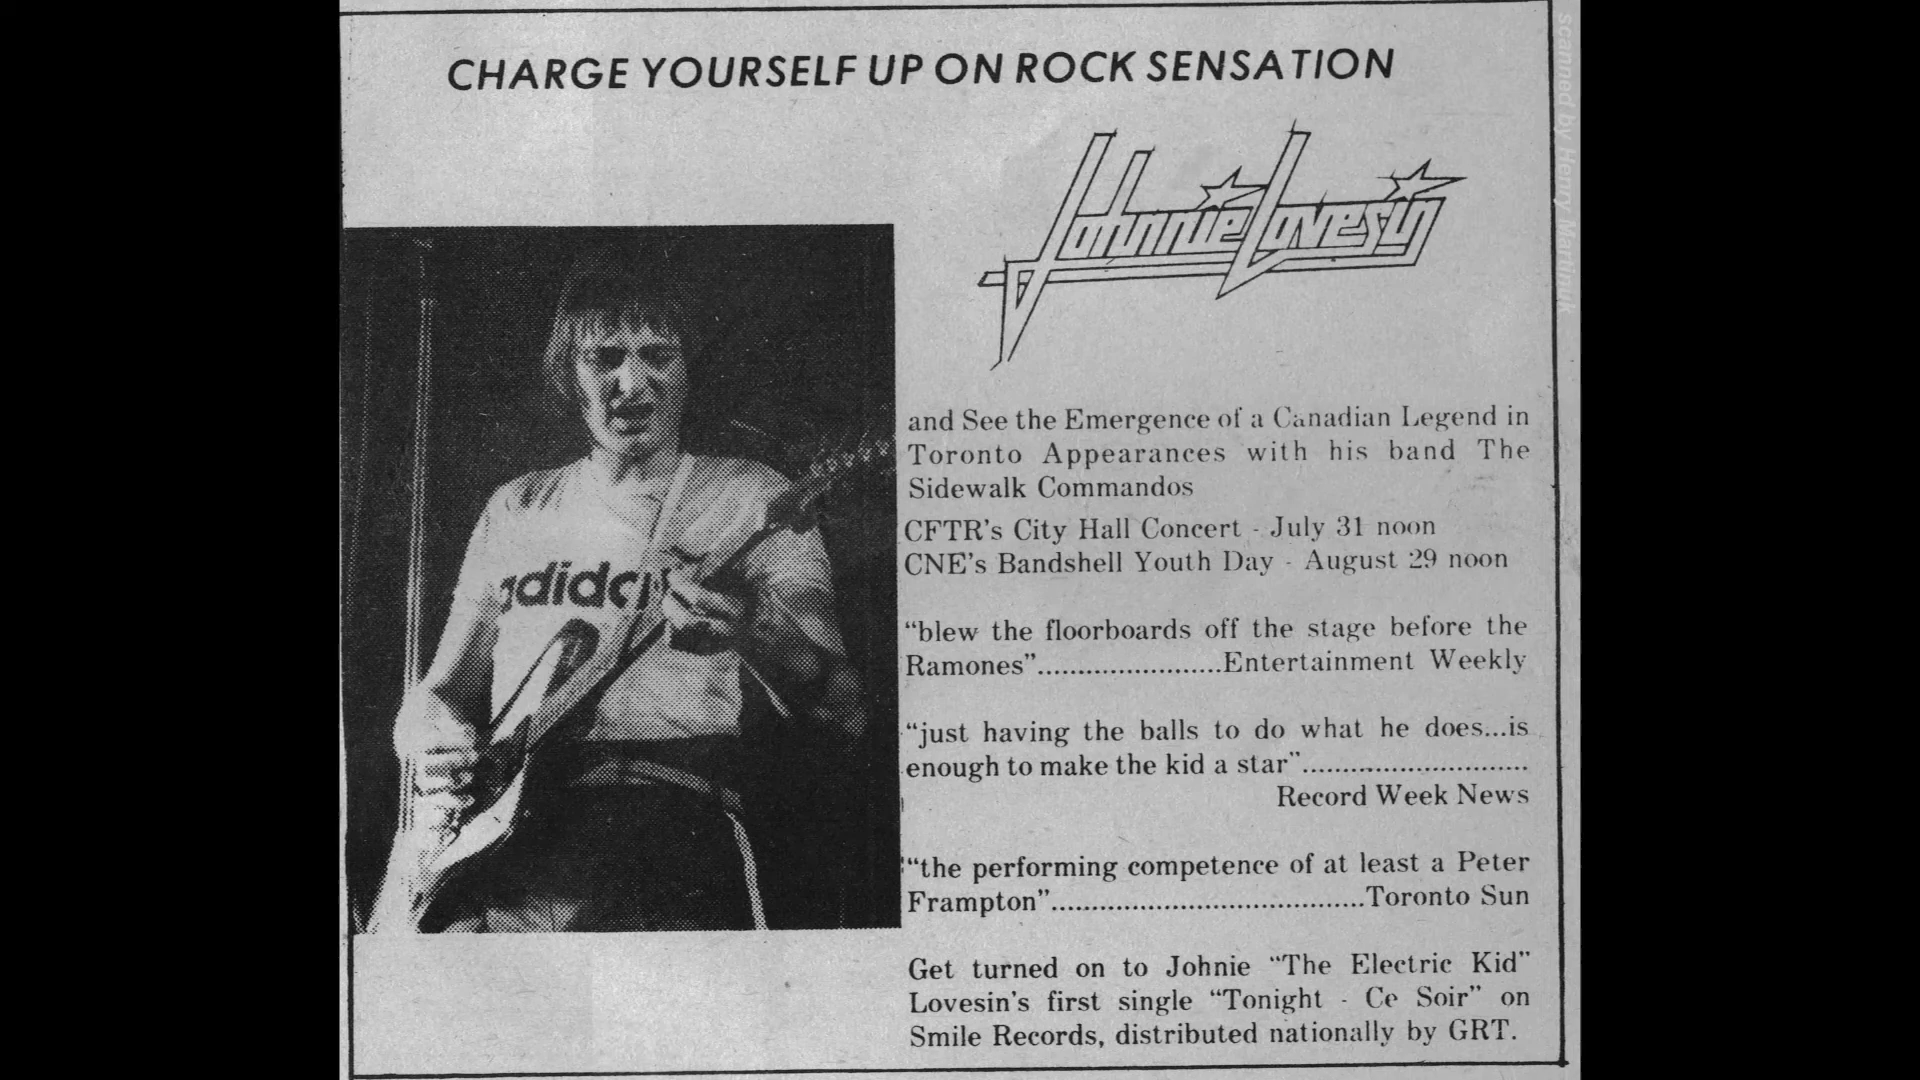 CHARGE YOURSELF UP ON ROCK SENSATION
Johnnie Lovesin
and See the Emergence of a Canadian Legend in
Toronto Appearances with his band The
Sidewalk Commandos
CFTR's City Hall Concert - July 31 noon
CNE's Bandshell Youth Day - August 29 noon
"blew the floorboards off the stage before the
Ramones"......................Entertainment Weekly
"just having the balls to do what he does...is
enough to make the kid a star"...........................
Record Week News
"the performing competence of at least a Peter
Frampton".....................................Toronto Sun
Get turned on to Johnie "The Electric Kid"
Lovesin's first single "Tonight - Ce Soir" on
Smile Records, distributed nationally by GRT.
adidas
scanned by Henry Martinuk